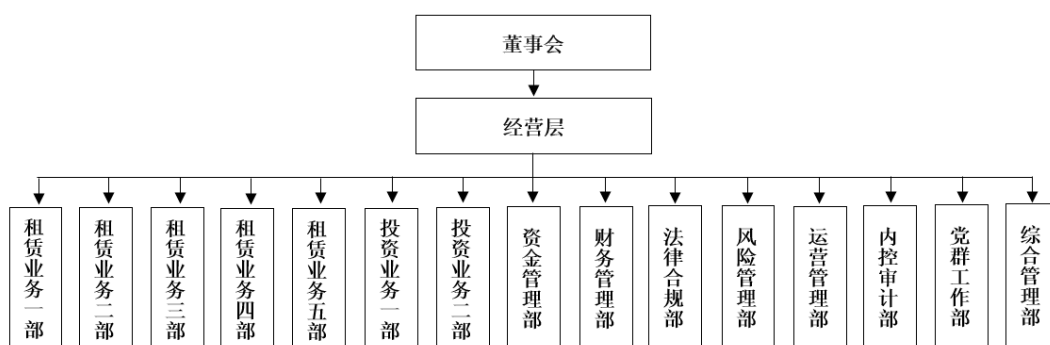 董事会
经营层
租赁业务一部
租赁业务二部
租赁业务三部
租赁业务四部
租赁业务五部
投资业务一部
投资业务二部
资金管理部
财务管理部
法律合规部
风险管理部
运营管理部
内控审计部
党群工作部
综合管理部